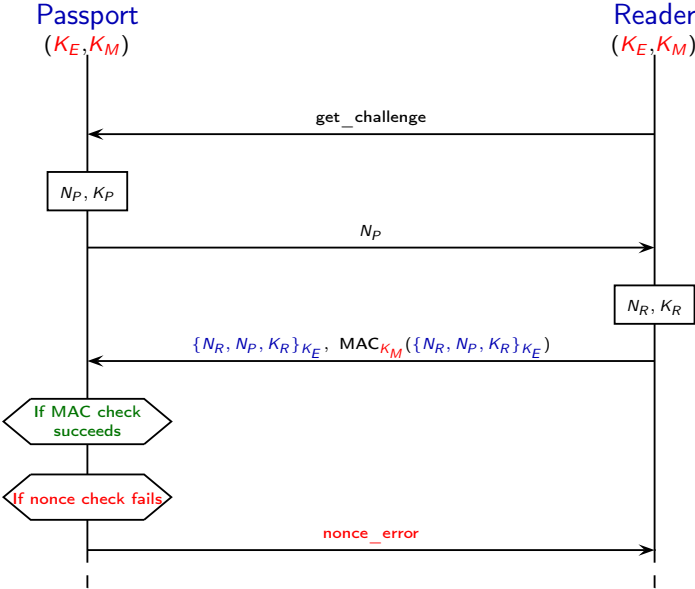 Passport Reader
(K_E,K_M) (K_E,K_M)
get_challenge
N_P, K_P
N_P
N_R, K_R
{N_R, N_P, K_R}_{K_E}, MAC_{K_M}({N_R, N_P, K_R}_{K_E})
If MAC check
succeeds
If nonce check fails
nonce_error